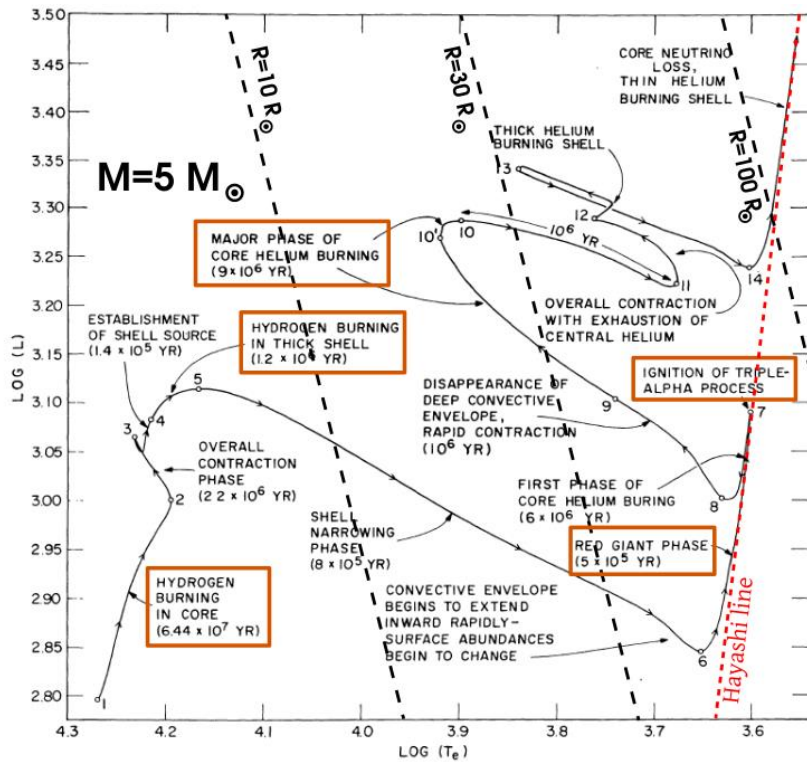 3.50
3.45
3.40
3.35
3.30
3.25
3.20
3.15
3.10
3.05
3.00
2.95
2.90
2.85
2.80
LOG (L)
4.3
4.2
4.1
4.0
3.9
3.8
3.7
3.6
LOG (Te)
M=5 M⊙
R=10 R⊙
R=30 R⊙
R=100 R⊙
CORE NEUTRINO
LOSS,
THIN HELIUM
BURNING SHELL
THICK HELIUM
BURNING SHELL
13
12
10
10'
10⁶ YR
11
14
MAJOR PHASE OF
CORE HELIUM BURNING
(9 x 10⁶ YR)
OVERALL CONTRACTION
WITH EXHAUSTION OF
CENTRAL HELIUM
ESTABLISHMENT
OF SHELL SOURCE
(1.4 x 10⁵ YR)
HYDROGEN BURNING
IN THICK SHELL
(1.2 x 10 YR)
IGNITION OF TRIPLE-
ALPHA PROCESS
5
4
3
2
1
7
9
8
6
DISAPPEARANCE OF
DEEP CONVECTIVE
ENVELOPE,
RAPID CONTRACTION
(10⁶ YR)
OVERALL
CONTRACTION
PHASE
(2.2 x 10⁶ YR)
FIRST PHASE OF
CORE HELIUM BURING
(6 x 10⁶ YR)
SHELL
NARROWING
PHASE
(8 x 10⁵ YR)
RED GIANT PHASE
(5 x 10⁵ YR)
HYDROGEN
BURNING
IN CORE
(6.44 x 10⁷ YR)
CONVECTIVE ENVELOPE
BEGINS TO EXTEND
INWARD RAPIDLY-
SURFACE ABUNDANCES
BEGIN TO CHANGE
Hayashi line